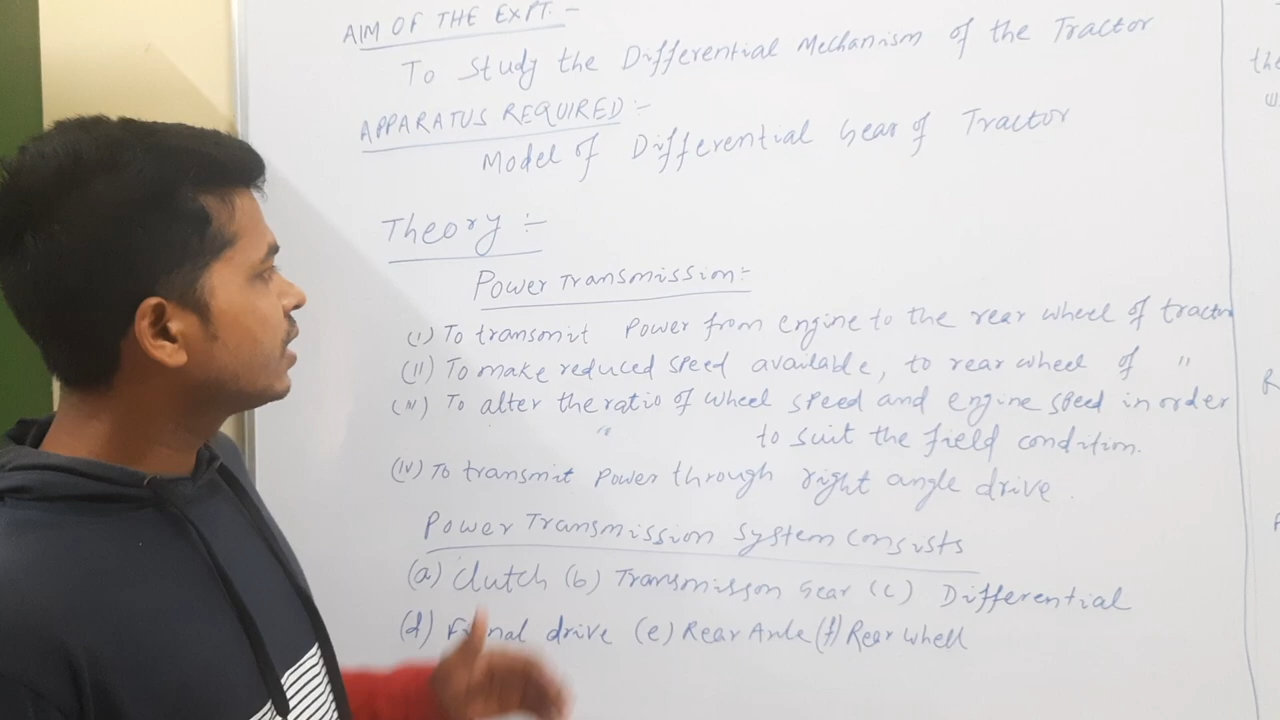 AIM OF THE EXPT. :-
To Study the Differential Mechanism of the Tractor
APPARATUS REQUIRED :-
Model of Differential Gear of Tractor
Theory :-
Power Transmission :-
(i) To transmit Power from engine to the rear wheel of tractor
(ii) To make reduced speed available, to rear wheel of "
(iii) To alter the ratio of wheel speed and engine speed in order
" to suit the field condition.
(iv) To transmit power through right angle drive.
Power Transmission System Consists
(a) Clutch (b) Transmisson Gear (c) Differential
(d) Final drive (e) Rear Axle (f) Rear Whell
the